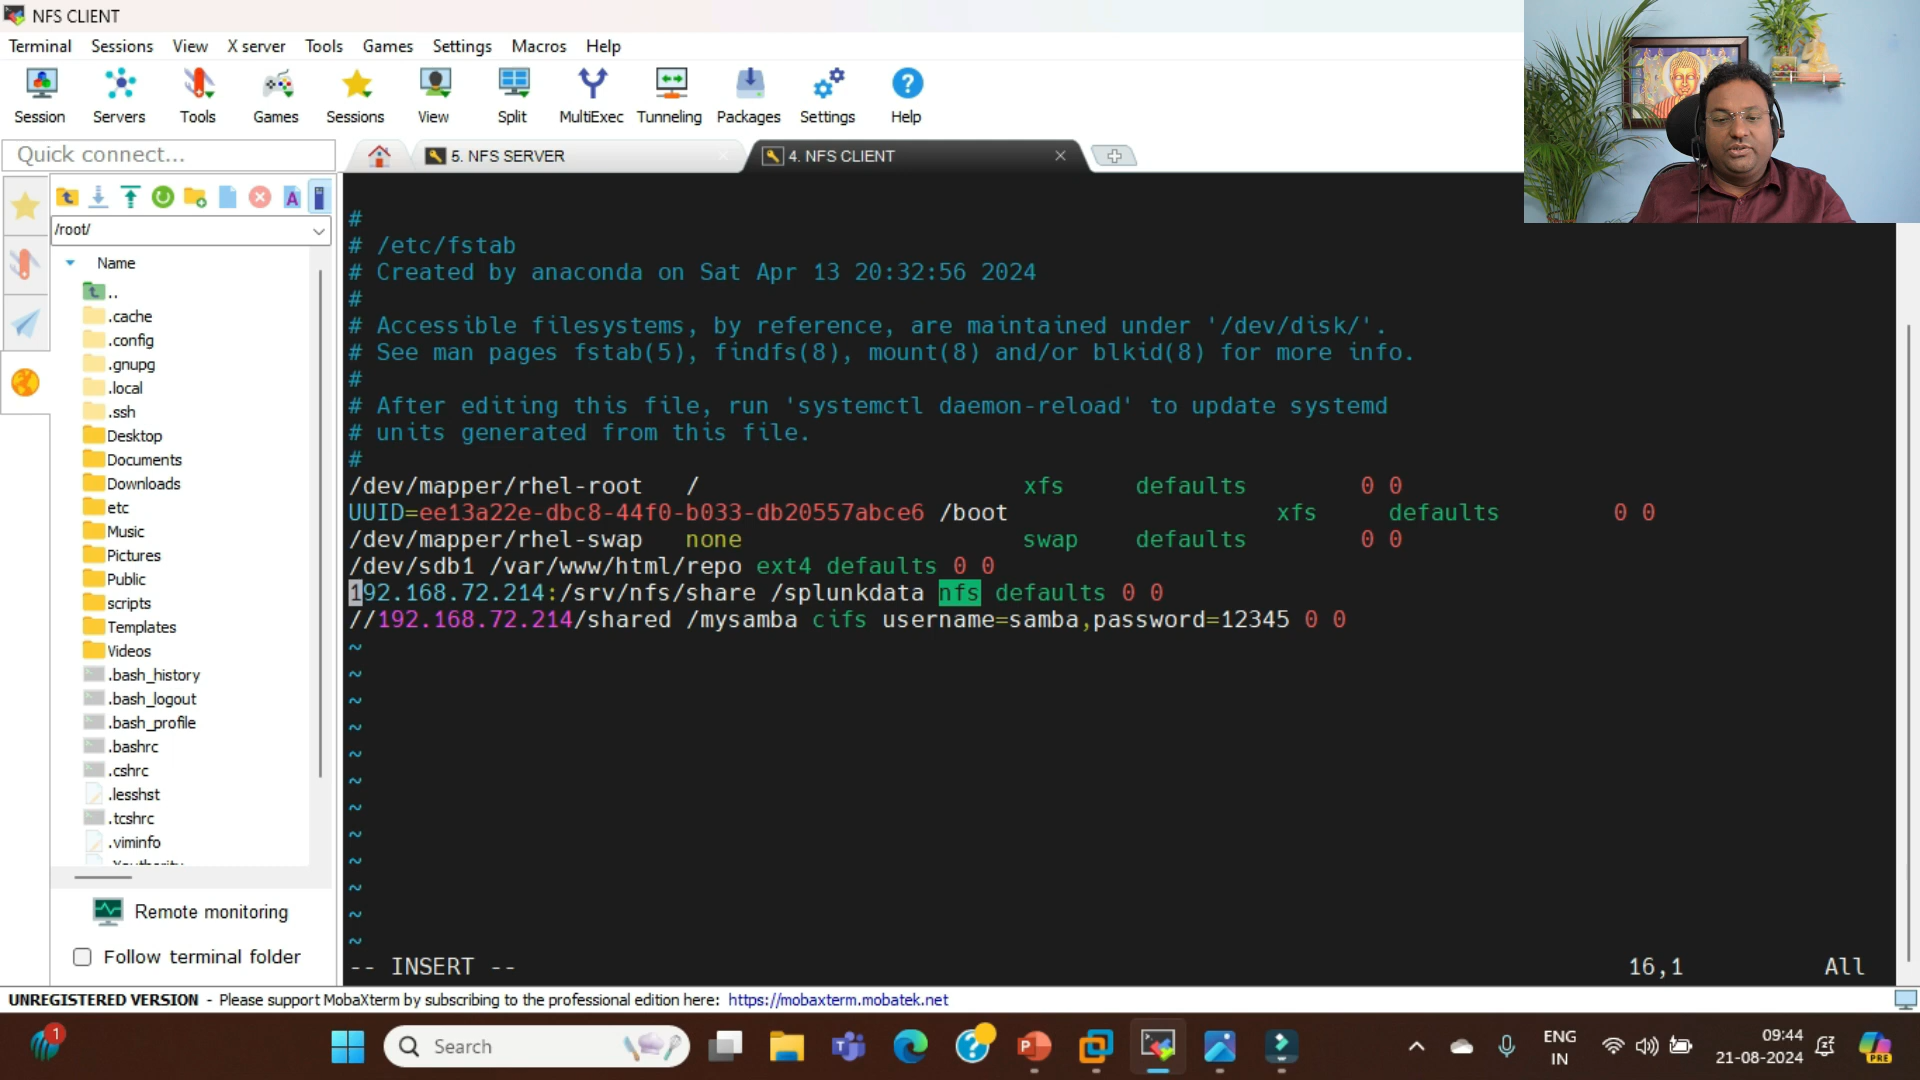 NFS CLIENT
Terminal Sessions View X server Tools Games Settings Macros Help
Session Servers Tools Games Sessions View Split MultiExec Tunneling Packages Settings Help
Quick connect...
5. NFS SERVER
4. NFS CLIENT
/root/
Name
..
.cache
.config
.gnupg
.local
.ssh
Desktop
Documents
Downloads
etc
Music
Pictures
Public
scripts
Templates
Videos
.bash_history
.bash_logout
.bash_profile
.bashrc
.cshrc
.lesshst
.tcshrc
.viminfo
.Xauthority
Remote monitoring
Follow terminal folder
#
# /etc/fstab
# Created by anaconda on Sat Apr 13 20:32:56 2024
#
# Accessible filesystems, by reference, are maintained under '/dev/disk/'.
# See man pages fstab(5), findfs(8), mount(8) and/or blkid(8) for more info.
#
# After editing this file, run 'systemctl daemon-reload' to update systemd
# units generated from this file.
#
/dev/mapper/rhel-root / xfs defaults 0 0
UUID=ee13a22e-dbc8-44f0-b033-db20557abce6 /boot xfs defaults 0 0
/dev/mapper/rhel-swap none swap defaults 0 0
/dev/sdb1 /var/www/html/repo ext4 defaults 0 0
192.168.72.214:/srv/nfs/share /splunkdata nfs defaults 0 0
//192.168.72.214/shared /mysamba cifs username=samba,password=12345 0 0
~
~
~
~
~
~
~
~
~
~
~
~
-- INSERT -- 16,1 All
UNREGISTERED VERSION - Please support MobaXterm by subscribing to the professional edition here: https://mobaxterm.mobatek.net
1
Search
ENG
IN
09:44
21-08-2024
PRE